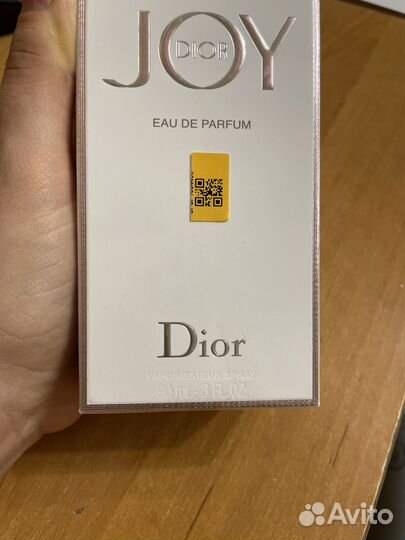 JOY
DIOR
EAU DE PARFUM
Dior
VAPORISATEUR SPRAY
90 ml - 3 FL.OZ
Avito